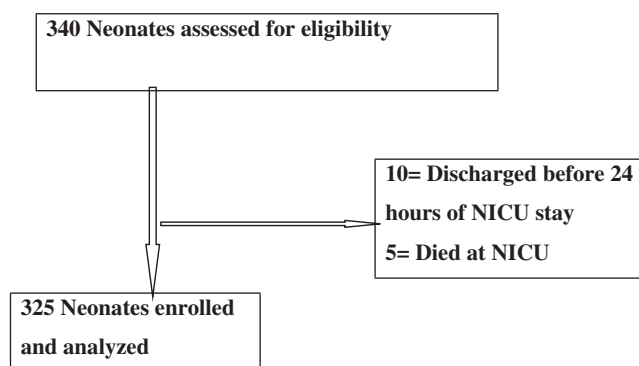 340 Neonates assessed for eligibility
10= Discharged before 24
hours of NICU stay
5= Died at NICU
325 Neonates enrolled
and analyzed